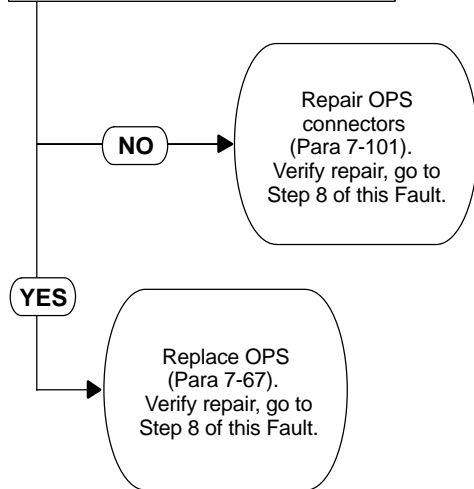 NO
Repair OPS
connectors
(Para 7-101).
Verify repair, go to
Step 8 of this Fault.
YES
Replace OPS
(Para 7-67).
Verify repair, go to
Step 8 of this Fault.